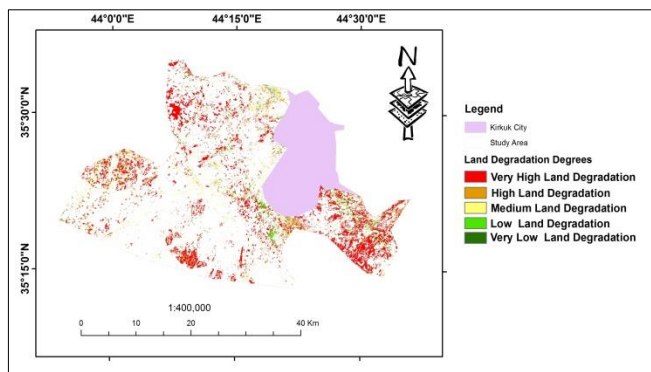 44°0'0"E 44°15'0"E 44°30'0"E
N
35°30'0"N
35°15'0"N
Legend
Kirkuk City
Study Area
Land Degradation Degrees
Very High Land Degradation
High Land Degradation
Medium Land Degradation
Low Land Degradation
Very Low Land Degradation
1:400,000
0 10 20 40 Km